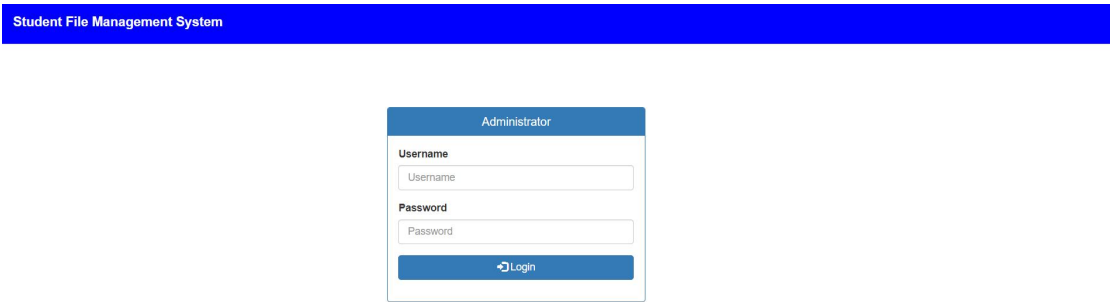 Student File Management System
Administrator
Username
Username
Password
Password
Login